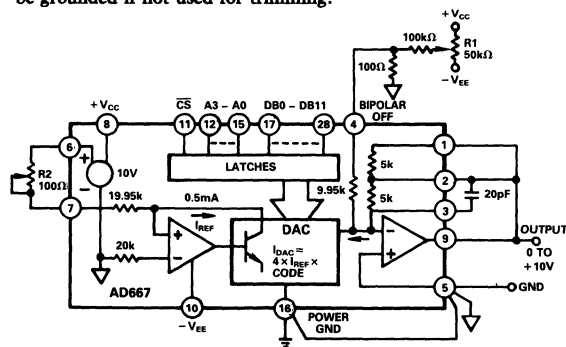 be grounded if not used for trimming.
+VCC
100kΩ
R1
50kΩ
100Ω
−VEE
+VCC
CS A3 – A0 DB0 – DB11 BIPOLAR
OFF
8 11 12 15 17 28 4
6
R2
100Ω
7
+
10V
−
LATCHES
19.95k
0.5mA
IREF
9.95k
5k
5k
1
2
3
20pF
20k
+
−
DAC
IDAC =
4 × IREF ×
CODE
−
+
9
OUTPUT
0 TO
+10V
5
GND
AD667
10
−VEE
16
POWER
GND